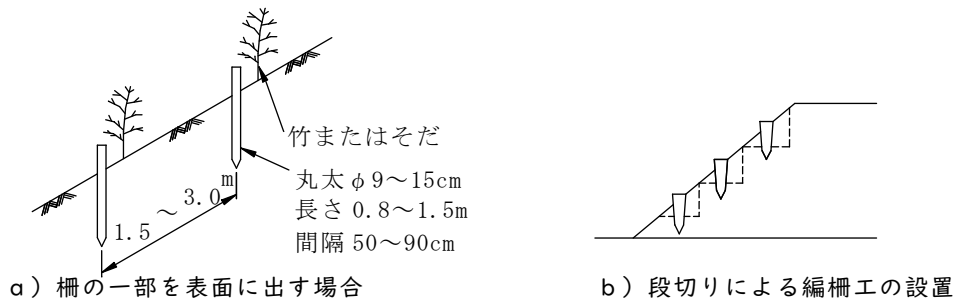 竹またはそだ
丸太φ9～15cm
長さ0.8～1.5m
間隔50～90cm
1.5～3.0m
a）柵の一部を表面に出す場合
b）段切りによる編柵工の設置